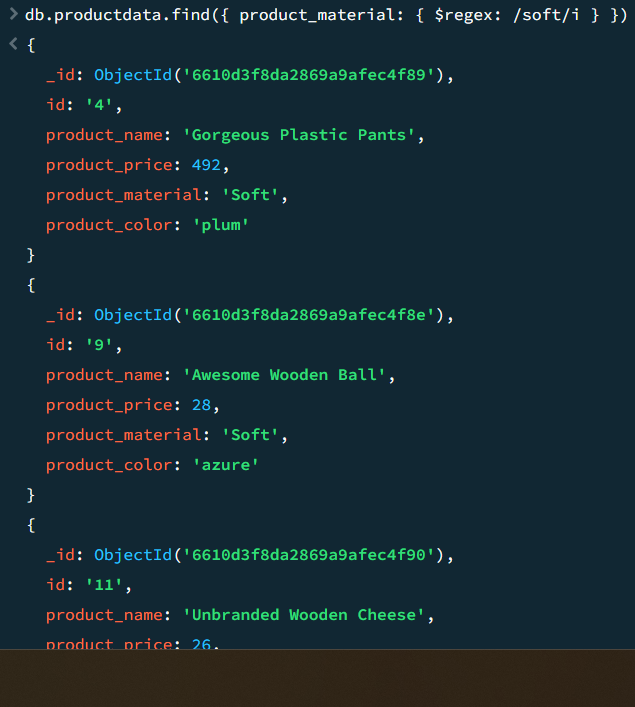 db.productdata.find({ product_material: { $regex: /soft/i } })
{
_id: ObjectId('6610d3f8da2869a9afec4f89'),
id: '4',
product_name: 'Gorgeous Plastic Pants',
product_price: 492,
product_material: 'Soft',
product_color: 'plum'
}
{
_id: ObjectId('6610d3f8da2869a9afec4f8e'),
id: '9',
product_name: 'Awesome Wooden Ball',
product_price: 28,
product_material: 'Soft',
product_color: 'azure'
}
{
_id: ObjectId('6610d3f8da2869a9afec4f90'),
id: '11',
product_name: 'Unbranded Wooden Cheese',
product_price: 26,